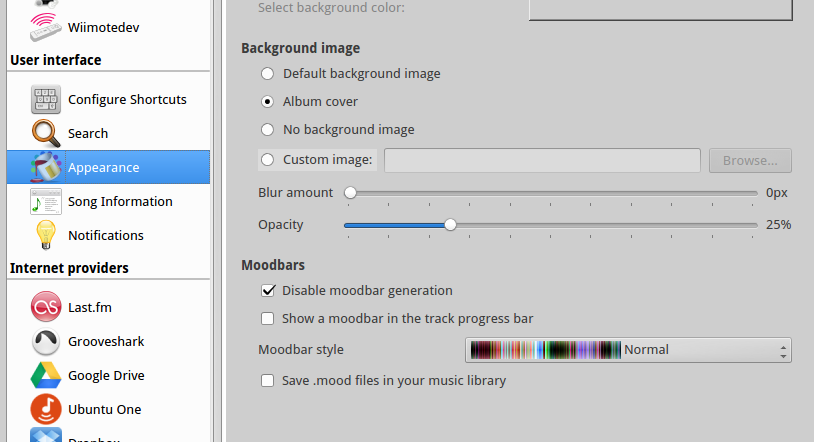 Wiimotedev
User interface
Configure Shortcuts
Search
Appearance
Song Information
Notifications
Internet providers
Last.fm
Grooveshark
Google Drive
Ubuntu One
Dropbox
Select background color:
Background image
Default background image
Album cover
No background image
Custom image:
Browse...
Blur amount
0px
Opacity
25%
Moodbars
Disable moodbar generation
Show a moodbar in the track progress bar
Moodbar style
Normal
Save .mood files in your music library